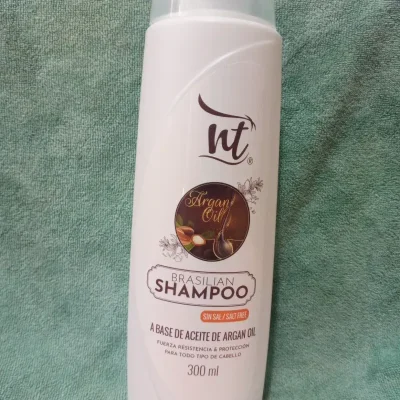 nt
®
Argan
Oil
BRASILIAN
SHAMPOO
SIN SAL / SALT FREE
A BASE DE ACEITE DE ARGAN OIL
FUERZA RESISTENCIA & PROTECCIÓN
PARA TODO TIPO DE CABELLO
300 ml